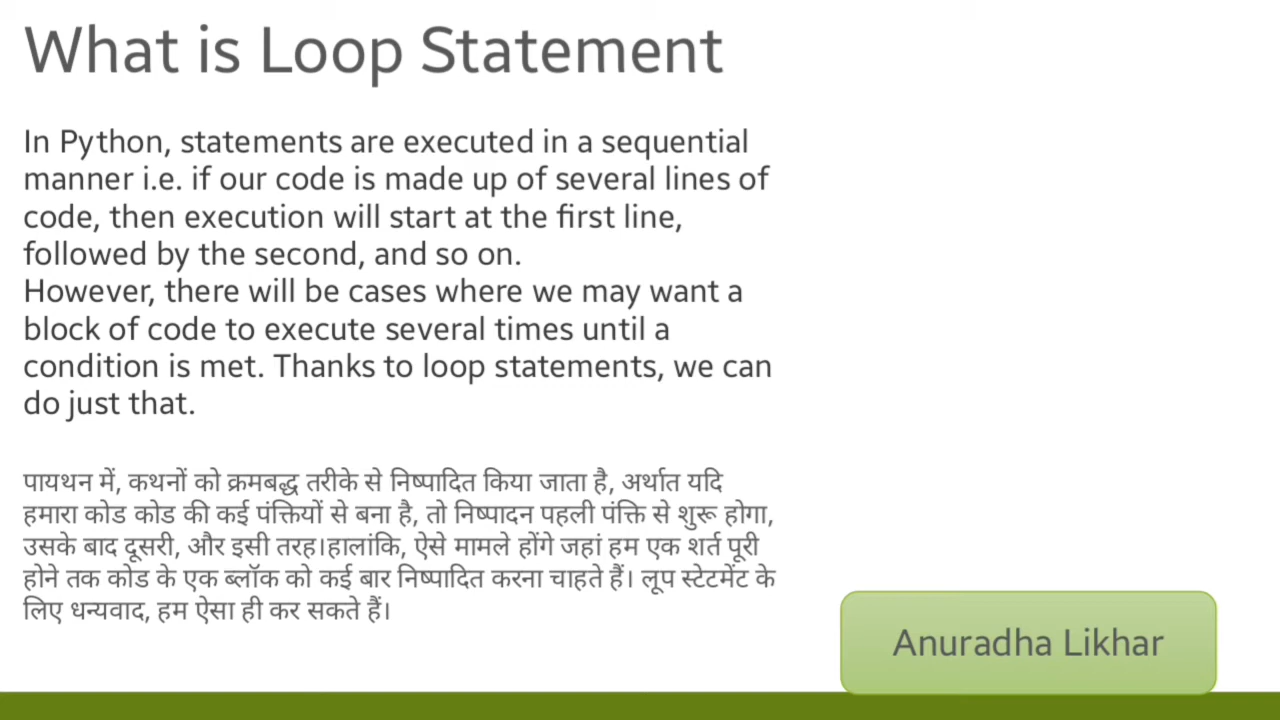 What is Loop Statement
In Python, statements are executed in a sequential
manner i.e. if our code is made up of several lines of
code, then execution will start at the first line,
followed by the second, and so on.
However, there will be cases where we may want a
block of code to execute several times until a
condition is met. Thanks to loop statements, we can
do just that.
पायथन में, कथनों को क्रमबद्ध तरीके से निष्पादित किया जाता है, अर्थात यदि
हमारा कोड कोड की कई पंक्तियों से बना है, तो निष्पादन पहली पंक्ति से शुरू होगा,
उसके बाद दूसरी, और इसी तरह।हालांकि, ऐसे मामले होंगे जहां हम एक शर्त पूरी
होने तक कोड के एक ब्लॉक को कई बार निष्पादित करना चाहते हैं। लूप स्टेटमेंट के
लिए धन्यवाद, हम ऐसा ही कर सकते हैं।
Anuradha Likhar